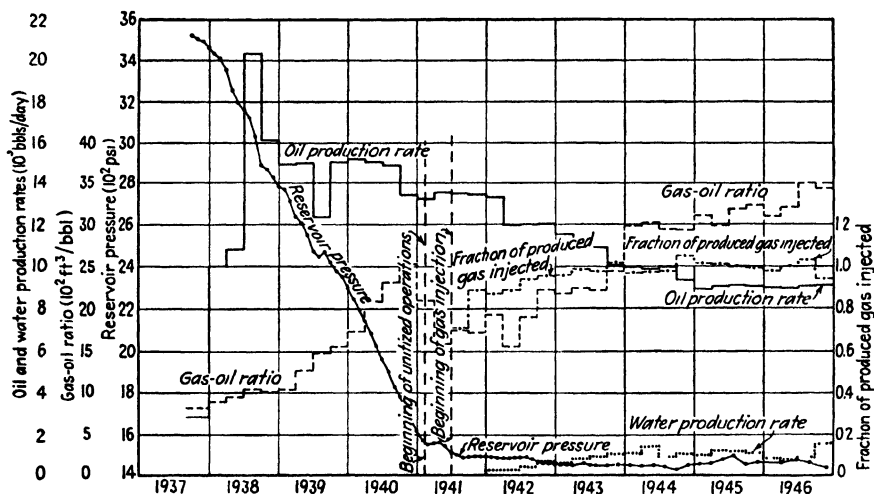 Oil and water production rates (10³ bbls/day)
22
20
18
16
14
12
10
8
6
4
2
0
Gas-oil ratio (10² ft³/bbl)
40
35
30
25
20
15
10
5
0
Reservoir pressure (10² psi)
36
34
32
30
28
26
24
22
20
18
16
14
Oil production rate
Reservoir pressure
Gas-oil ratio
Beginning of unitized operations
Beginning of gas injection
Fraction of produced
gas injected
Gas-oil ratio
Fraction of produced gas injected
Oil production rate
Water production rate
Reservoir pressure
1.2
1.0
0.8
0.6
0.4
0.2
0
Fraction of produced gas injected
1937 1938 1939 1940 1941 1942 1943 1944 1945 1946